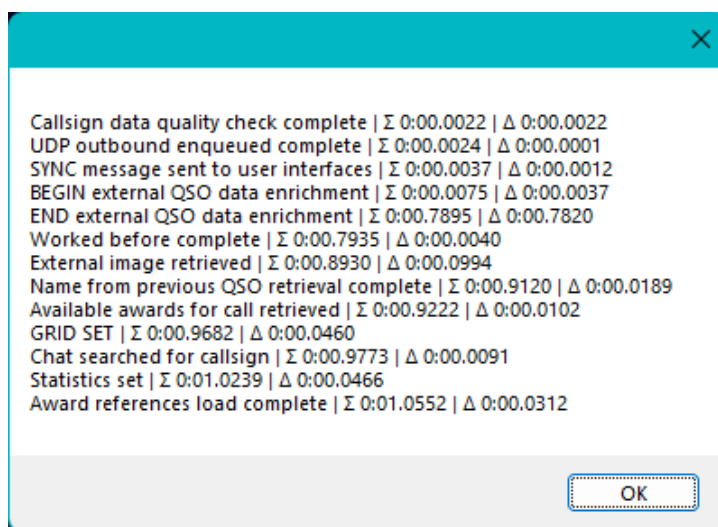 Callsign data quality check complete | Σ 0:00.0022 | Δ 0:00.0022
UDP outbound enqueued complete | Σ 0:00.0024 | Δ 0:00.0001
SYNC message sent to user interfaces | Σ 0:00.0037 | Δ 0:00.0012
BEGIN external QSO data enrichment | Σ 0:00.0075 | Δ 0:00.0037
END external QSO data enrichment | Σ 0:00.7895 | Δ 0:00.7820
Worked before complete | Σ 0:00.7935 | Δ 0:00.0040
External image retrieved | Σ 0:00.8930 | Δ 0:00.0994
Name from previous QSO retrieval complete | Σ 0:00.9120 | Δ 0:00.0189
Available awards for call retrieved | Σ 0:00.9222 | Δ 0:00.0102
GRID SET | Σ 0:00.9682 | Δ 0:00.0460
Chat searched for callsign | Σ 0:00.9773 | Δ 0:00.0091
Statistics set | Σ 0:01.0239 | Δ 0:00.0466
Award references load complete | Σ 0:01.0552 | Δ 0:00.0312
OK